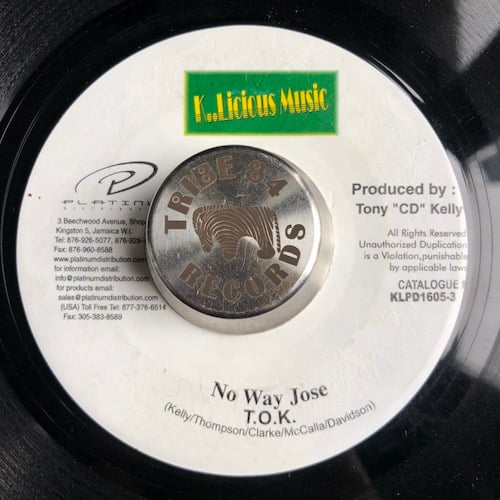 K..Licious Music
TRIBE 84
RECORDS
PLATINU
3 Beechwood Avenue, Shop
Kingston 5, Jamaica W.I.
Tel: 876-926-5077, 876-929-
Fax: 876-960-8588
for information email:
info@platinumdistribution.com
for products email:
sales@platinumdistribution.com
(USA) Toll Free Tel: 877-376-6514
Fax: 305-383-8589
Produced by :
Tony "CD" Kelly
All Rights Reserved
Unauthorized Duplication
is a Violation,punishable
by applicable laws
CATALOGUE #
KLPD1605-3
No Way Jose
T.O.K.
(Kelly/Thompson/Clarke/McCalla/Davidson)